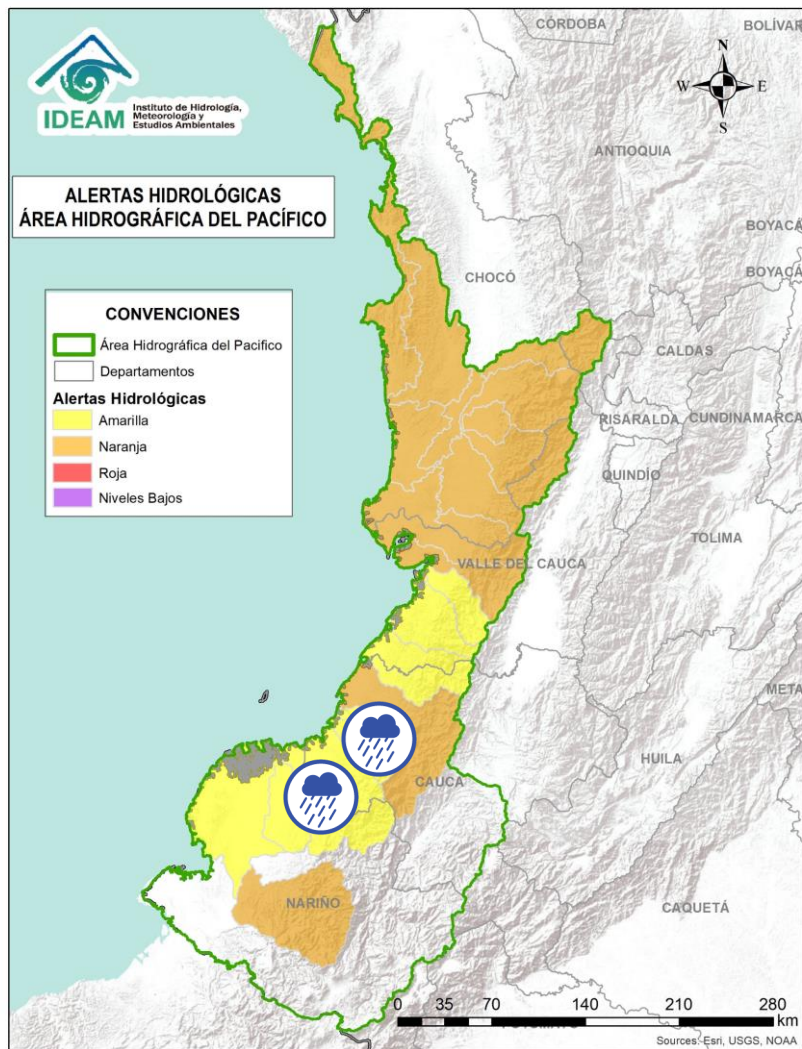 CÓRDOBA
BOLÍVAR
IDEAM
Instituto de Hidrología,
Meteorología y
Estudios Ambientales
N
W
E
S
ANTIOQUIA
ALERTAS HIDROLÓGICAS
ÁREA HIDROGRÁFICA DEL PACÍFICO
BOYACÁ
BOYACÁ
CHOCÓ
CONVENCIONES
Área Hidrográfica del Pacifico
Departamentos
Alertas Hidrológicas
Amarilla
Naranja
Roja
Niveles Bajos
CALDAS
RISARALDA
CUNDINAMARCA
QUINDÍO
TOLIMA
VALLE DEL CAUCA
META
HUILA
CAUCA
NARIÑO
CAQUETÁ
0 35 70 140 210 280
km
Sources: Esri, USGS, NOAA